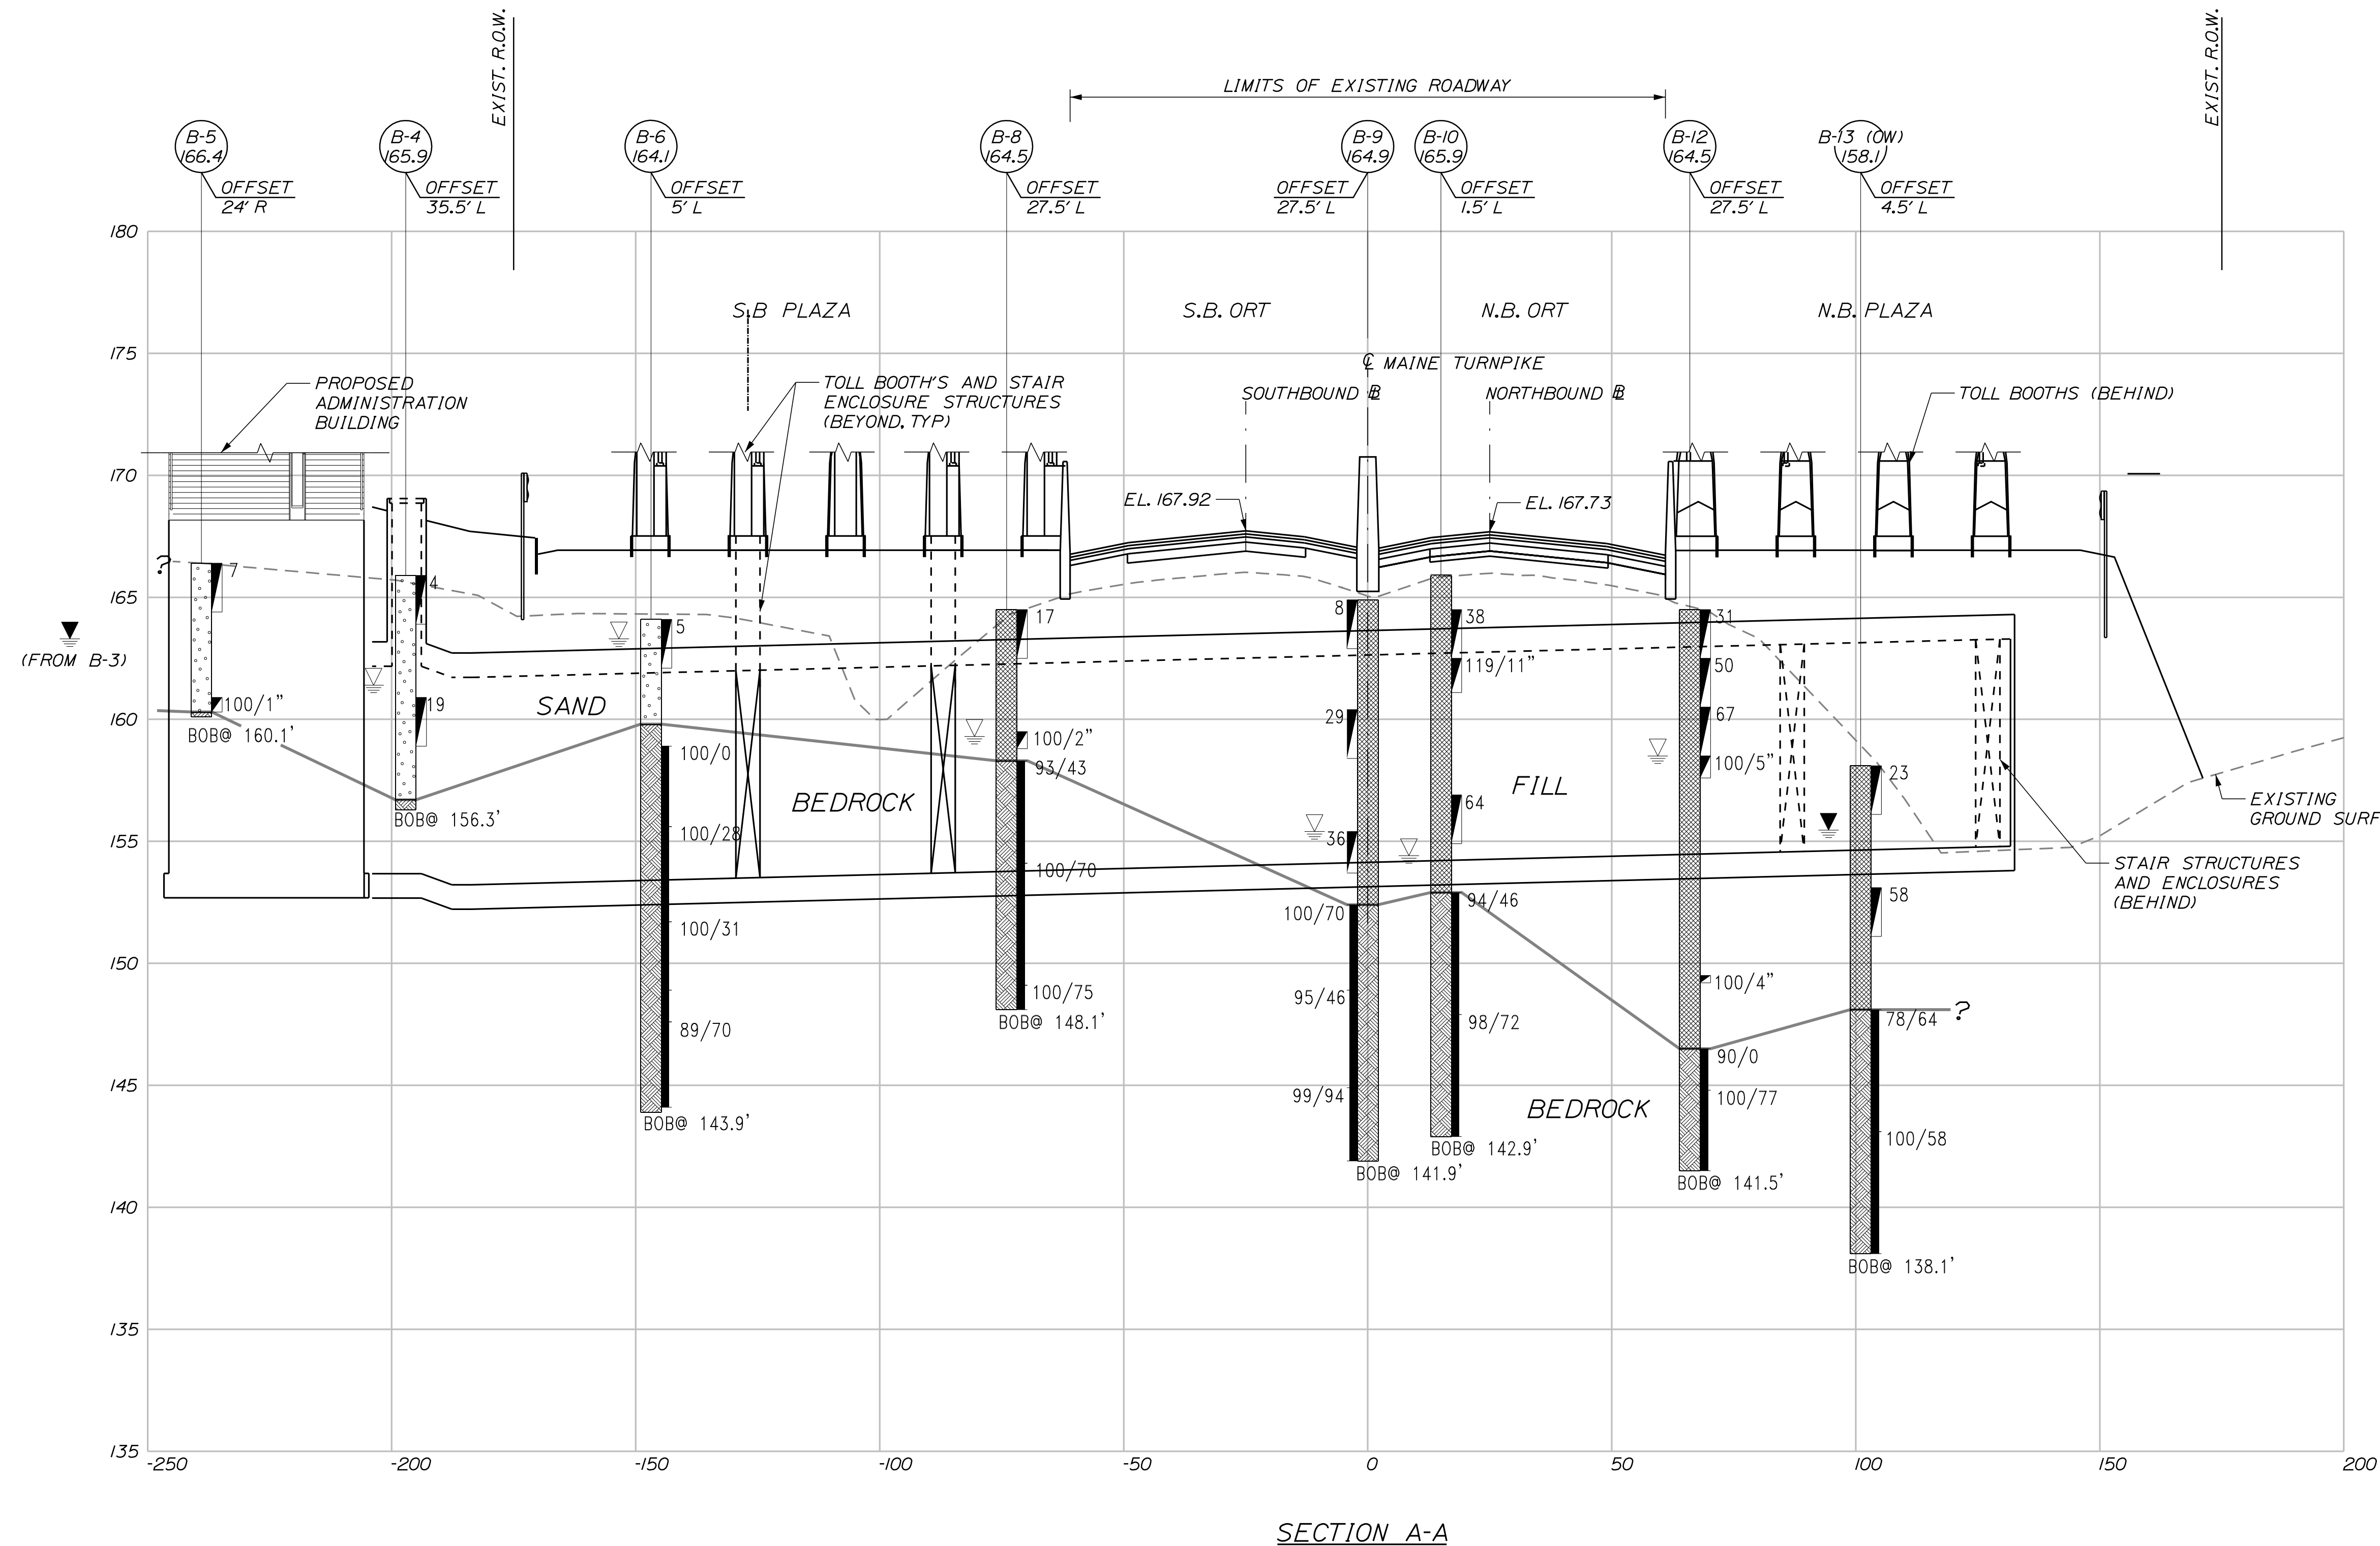 EXIST. R.O.W.
EXIST. R.O.W.
LIMITS OF EXISTING ROADWAY
B-5
166.4
OFFSET
24' R
B-4
165.9
OFFSET
35.5' L
B-6
164.1
OFFSET
5' L
B-8
164.5
OFFSET
27.5' L
B-9
164.9
OFFSET
27.5' L
B-10
165.9
OFFSET
1.5' L
B-12
164.5
OFFSET
27.5' L
B-13 (OW)
158.1
OFFSET
4.5' L
180
175
170
165
160
155
150
145
140
135
135
S.B PLAZA
S.B. ORT
N.B. ORT
N.B. PLAZA
℄ MAINE TURNPIKE
SOUTHBOUND BL
NORTHBOUND BL
PROPOSED
ADMINISTRATION
BUILDING
TOLL BOOTH'S AND STAIR
ENCLOSURE STRUCTURES
(BEYOND, TYP)
TOLL BOOTHS (BEHIND)
EL. 167.92
EL. 167.73
?
(FROM B-3)
7
100/1"
BOB@ 160.1'
4
19
BOB@ 156.3'
SAND
5
100/0
100/28
100/31
89/70
BOB@ 143.9'
BEDROCK
17
100/2"
93/43
100/70
100/75
BOB@ 148.1'
8
29
36
100/70
95/46
99/94
BOB@ 141.9'
38
119/11"
64
94/46
98/72
BOB@ 142.9'
FILL
BEDROCK
31
50
67
100/5"
100/4"
90/0
100/77
BOB@ 141.5'
23
58
78/64
?
100/58
BOB@ 138.1'
EXISTING
GROUND SURF
STAIR STRUCTURES
AND ENCLOSURES
(BEHIND)
-250
-200
-150
-100
-50
0
50
100
150
200
SECTION A-A